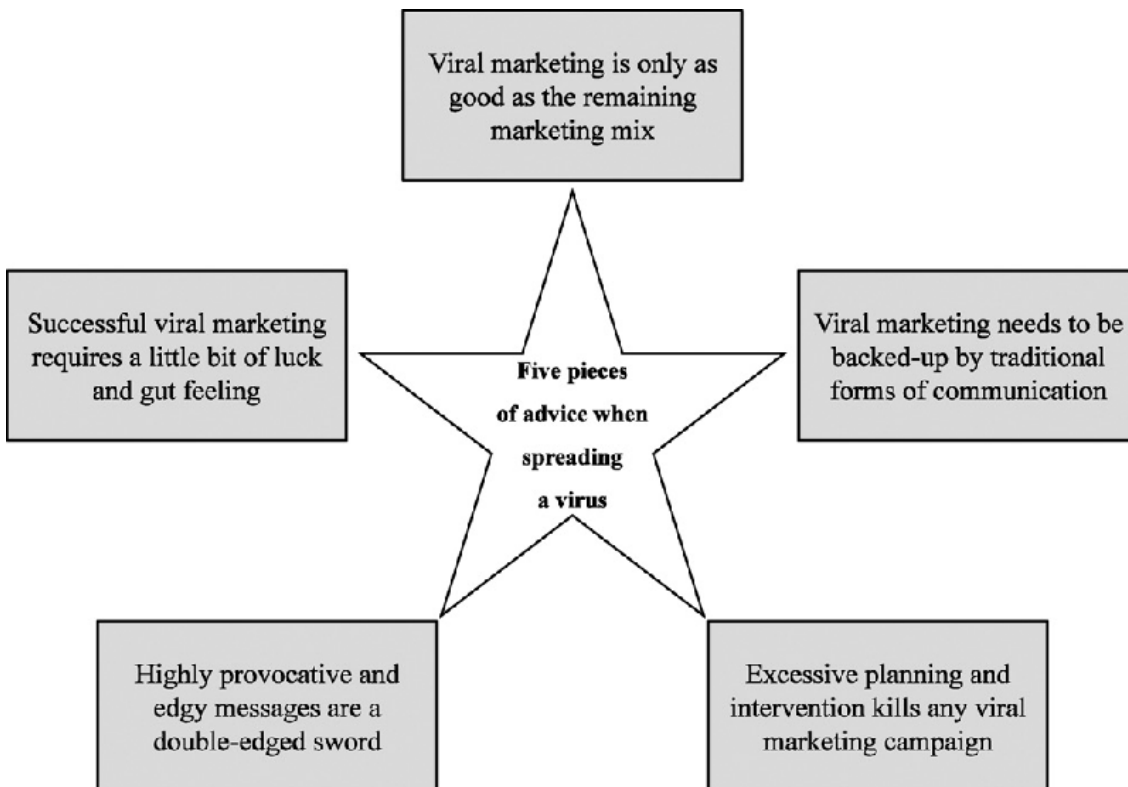 Viral marketing is only as
good as the remaining
marketing mix
Successful viral marketing
requires a little bit of luck
and gut feeling
Viral marketing needs to be
backed-up by traditional
forms of communication
Five pieces
of advice when
spreading
a virus
Highly provocative and
edgy messages are a
double-edged sword
Excessive planning and
intervention kills any viral
marketing campaign